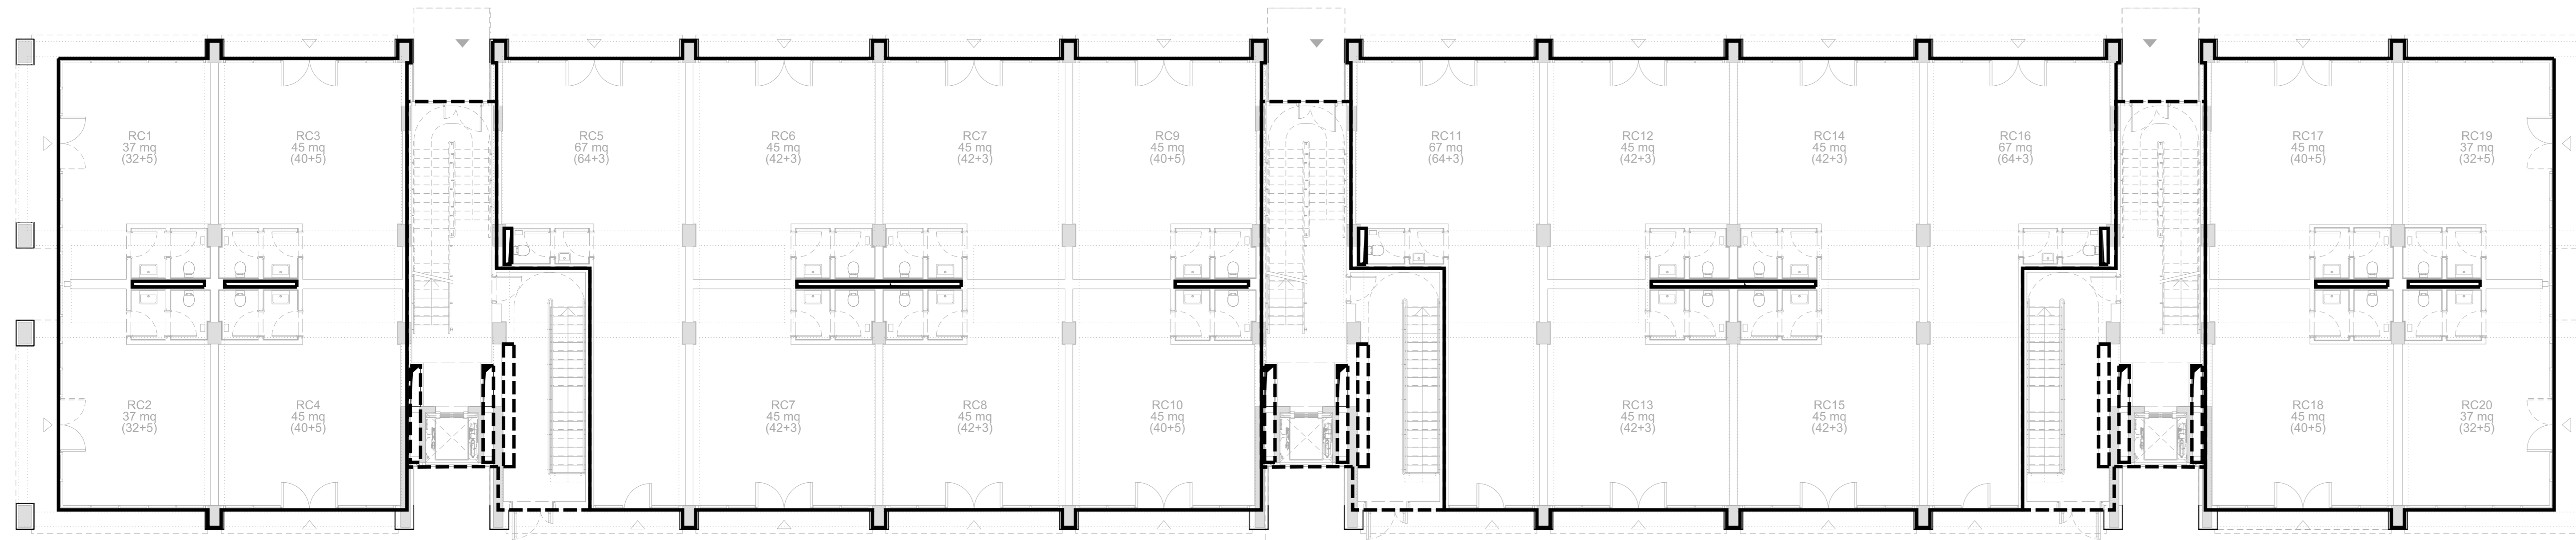 RC1
37 mq
(32+5)
RC3
45 mq
(40+5)
RC5
67 mq
(64+3)
RC6
45 mq
(42+3)
RC7
45 mq
(42+3)
RC9
45 mq
(40+5)
RC11
67 mq
(64+3)
RC12
45 mq
(42+3)
RC14
45 mq
(42+3)
RC16
67 mq
(64+3)
RC17
45 mq
(40+5)
RC19
37 mq
(32+5)
RC2
37 mq
(32+5)
RC4
45 mq
(40+5)
RC7
45 mq
(42+3)
RC8
45 mq
(42+3)
RC10
45 mq
(40+5)
RC13
45 mq
(42+3)
RC15
45 mq
(42+3)
RC18
45 mq
(40+5)
RC20
37 mq
(32+5)